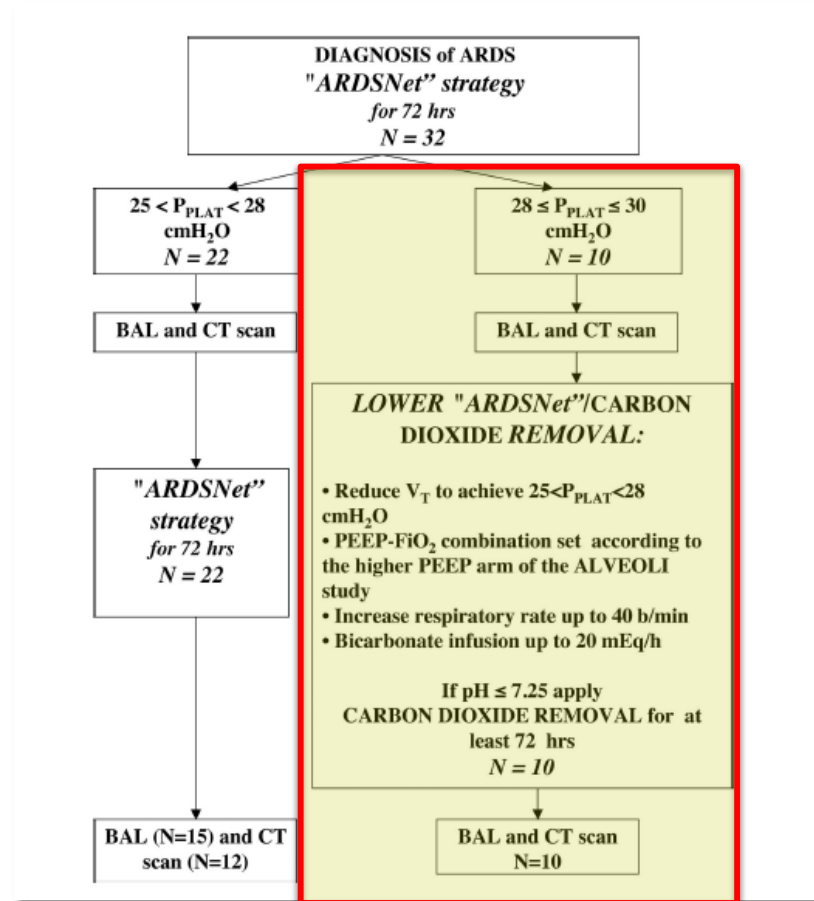 DIAGNOSIS of ARDS
"ARDSNet” strategy
for 72 hrs
N = 32
25 < PPLAT < 28
cmH2O
N = 22
28 ≤ PPLAT ≤ 30
cmH2O
N = 10
BAL and CT scan
BAL and CT scan
"ARDSNet”
strategy
for 72 hrs
N = 22
LOWER "ARDSNet”/CARBON
DIOXIDE REMOVAL:
• Reduce VT to achieve 25<PPLAT<28
cmH2O
• PEEP-FiO2 combination set according to
the higher PEEP arm of the ALVEOLI
study
• Increase respiratory rate up to 40 b/min
• Bicarbonate infusion up to 20 mEq/h
If pH ≤ 7.25 apply
CARBON DIOXIDE REMOVAL for at
least 72 hrs
N = 10
BAL (N=15) and CT
scan (N=12)
BAL and CT scan
N=10